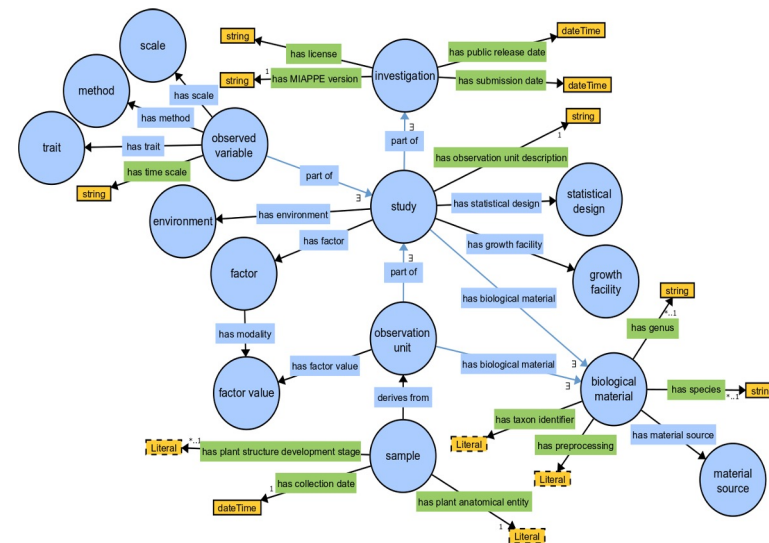 string
has license
has public release date
dateTime
scale
investigation
string
1
has MIAPPE version
has submission date
dateTime
method
has scale
has method
∃
string
1
trait
has trait
observed
variable
part of
has time scale
has observation unit description
string
part of
∃
statistical
design
has statistical design
study
environment
has environment
has factor
has growth facility
∃
factor
part of
growth
facility
has biological material
string
*..1
has genus
has modality
observation
unit
has biological material
∃
∃
has factor value
factor value
biological
material
has species
*..1
strin
derives from
has taxon identifier
has material source
Literal
*..1
has plant structure development stage
sample
Literal
has preprocessing
Literal
has collection date
1
dateTime
has plant anatomical entity
material
source
1
Literal